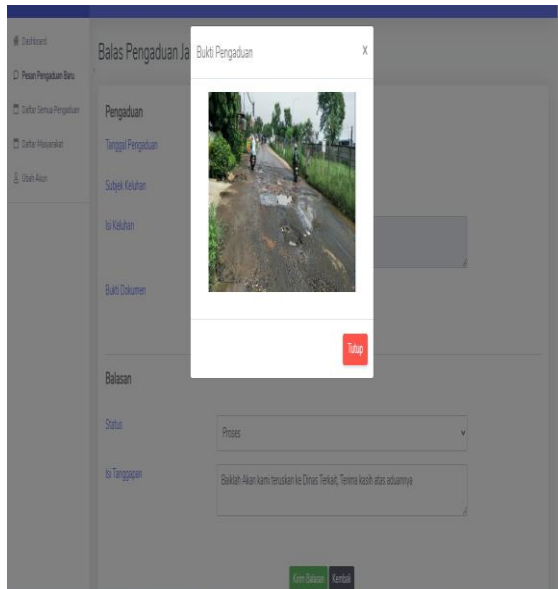 Dashboard
Pesan Pengaduan Baru
Daftar Semua Pengaduan
Daftar Masyarakat
Ubah Akun
Balas Pengaduan Ja
Pengaduan
Tanggal Pengaduan
Subjek Keluhan
Isi Keluhan
Bukti Dokumen
Bukti Pengaduan X
Tutup
Balasan
Status Proses
Isi Tanggapan Baiklah Akan kami teruskan ke Dinas Terkait, Terima kasih atas aduannya
Kirim Balasan Kembali